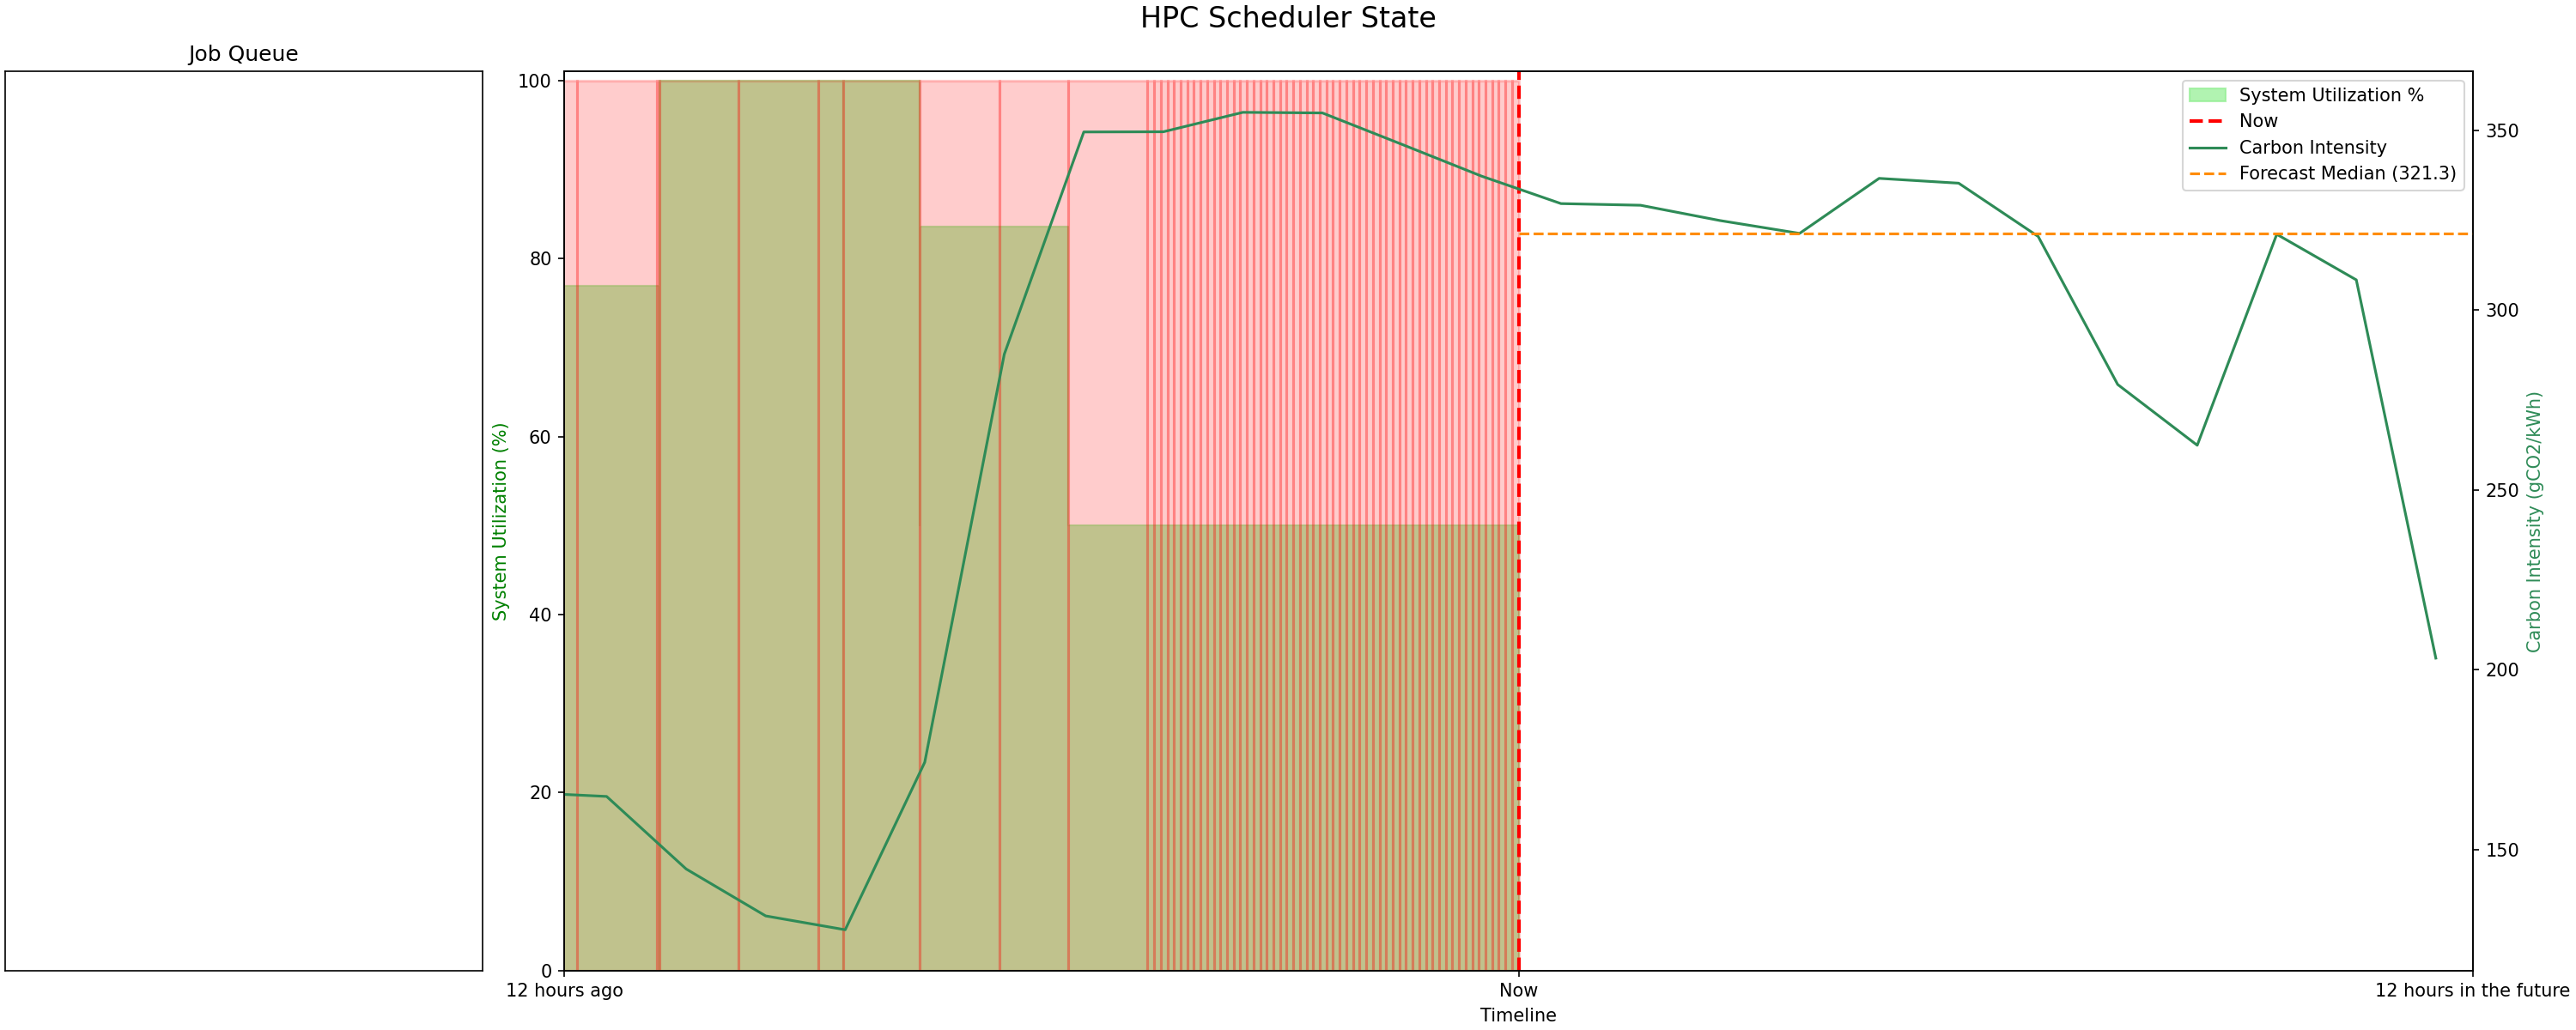 HPC Scheduler State
Job Queue
System Utilization (%)
100
80
60
40
20
0
System Utilization %
Now
Carbon Intensity
Forecast Median (321.3)
350
300
250
200
150
Carbon Intensity (gCO2/kWh)
12 hours ago
Now
12 hours in the future
Timeline